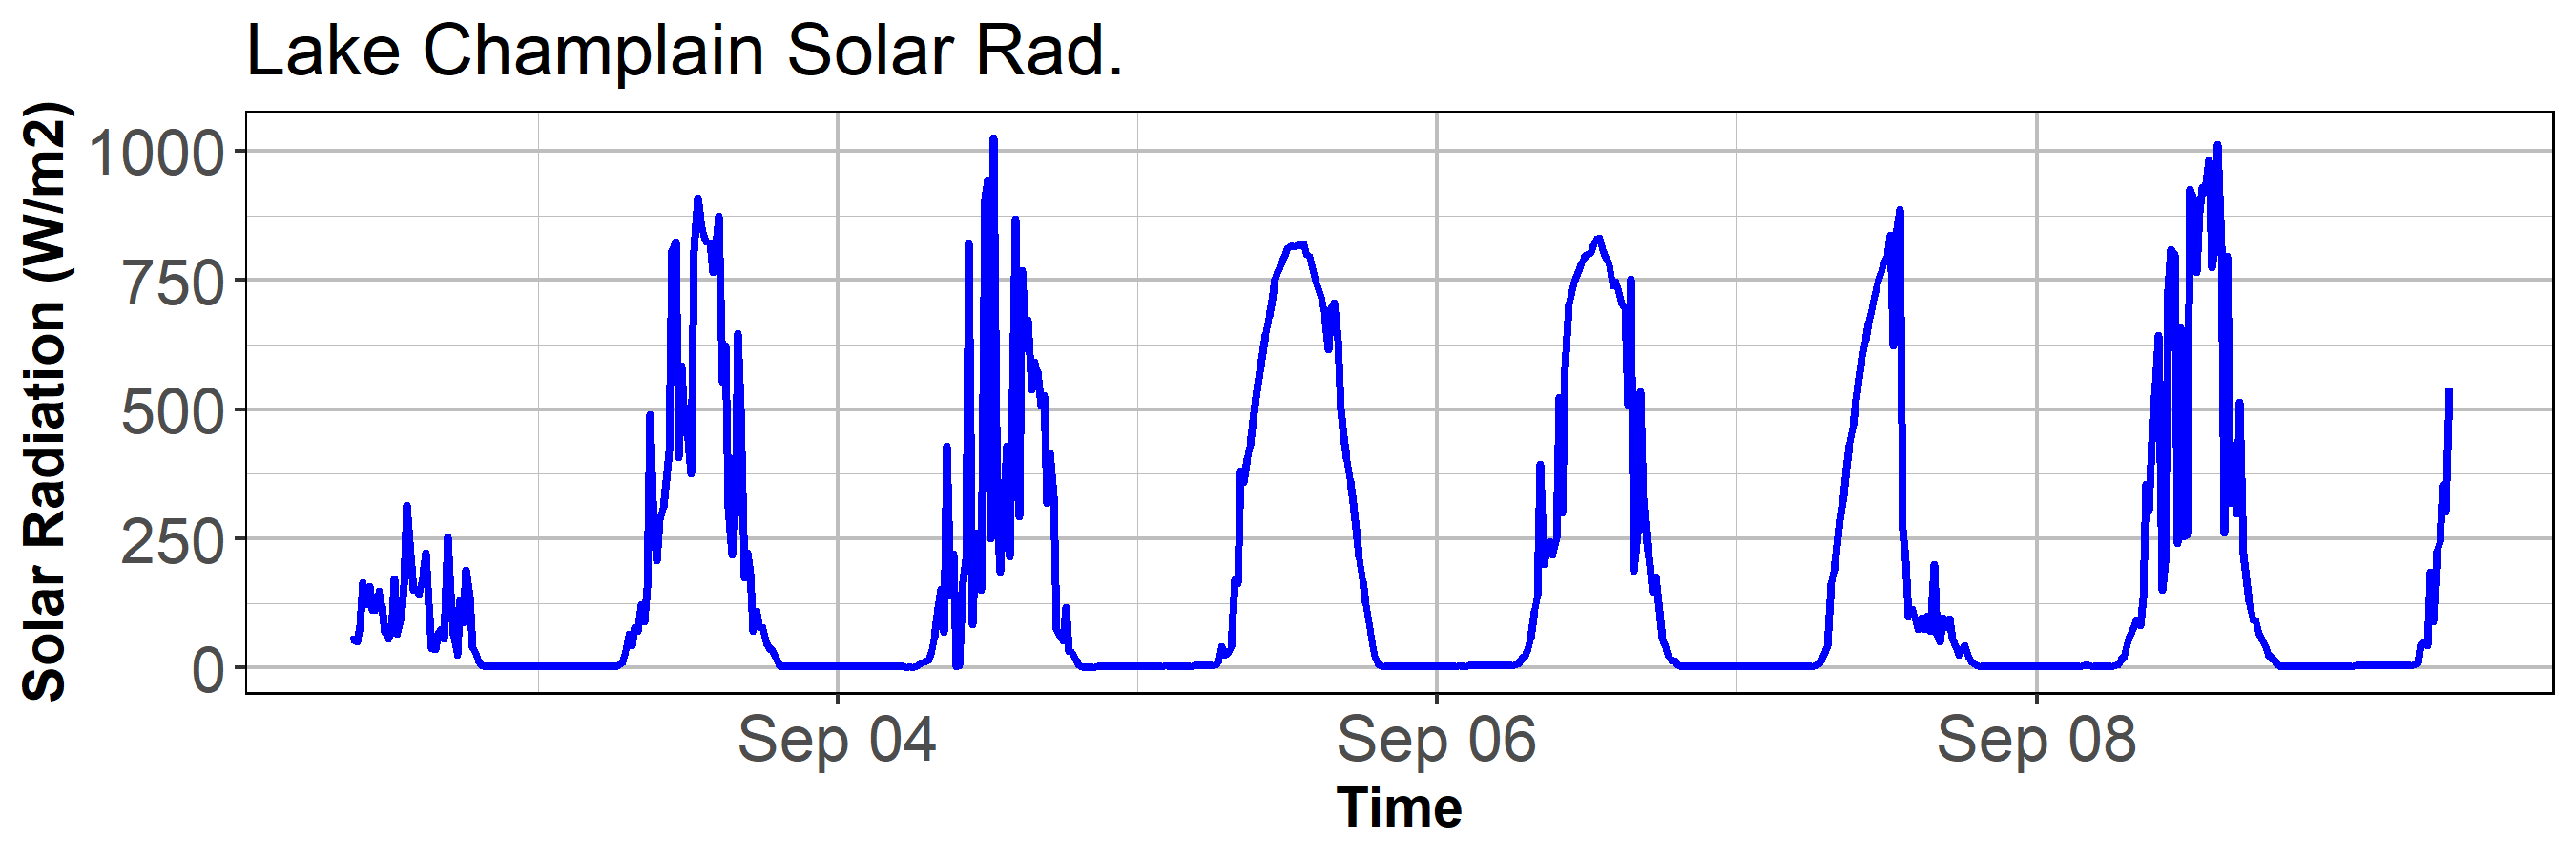 Lake Champlain Solar Rad.
Solar Radiation (W/m2)
1000
750
500
250
0
Sep 04 Sep 06 Sep 08
Time